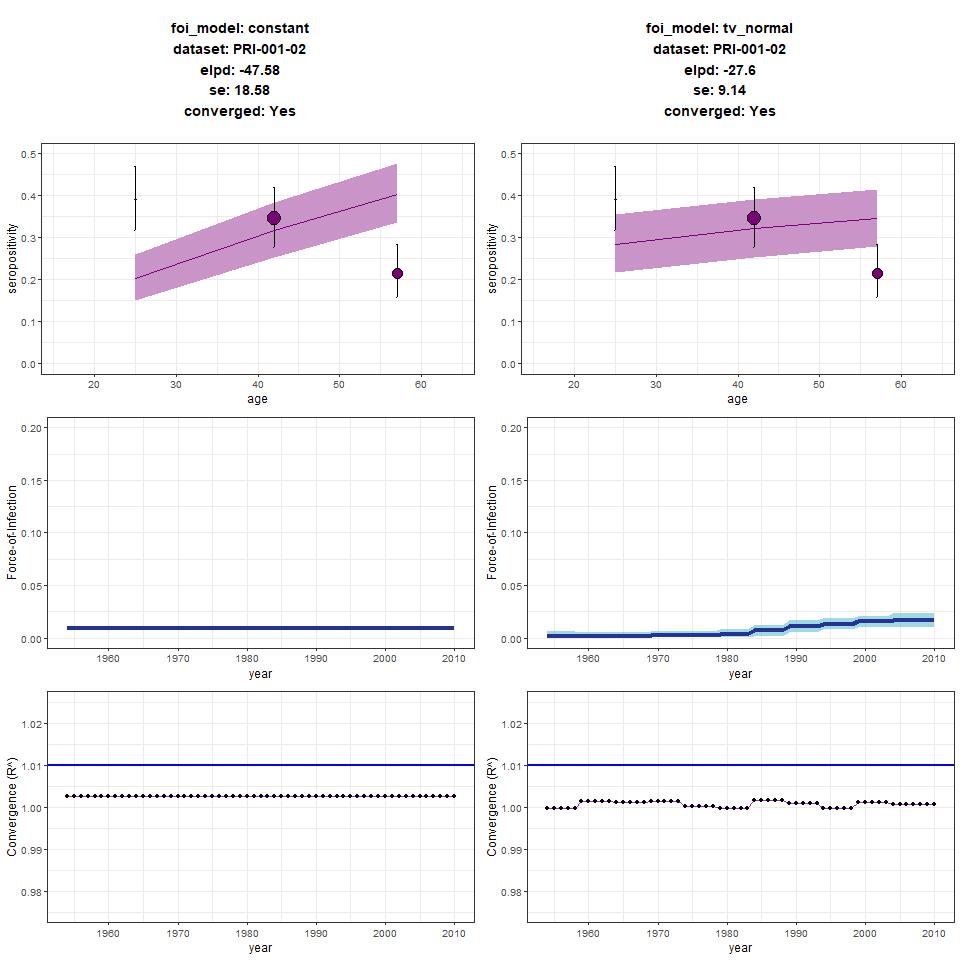 foi_model: constant
dataset: PRI-001-02
elpd: -47.58
se: 18.58
converged: Yes
foi_model: tv_normal
dataset: PRI-001-02
elpd: -27.6
se: 9.14
converged: Yes
seropositivity
0.5
0.4
0.3
0.2
0.1
0.0
20 30 40 50 60
age
seropositivity
0.5
0.4
0.3
0.2
0.1
0.0
20 30 40 50 60
age
Force-of-Infection
0.20
0.15
0.10
0.05
0.00
1960 1970 1980 1990 2000 2010
year
Force-of-Infection
0.20
0.15
0.10
0.05
0.00
1960 1970 1980 1990 2000 2010
year
Convergence (R^)
1.02
1.01
1.00
0.99
0.98
1960 1970 1980 1990 2000 2010
year
Convergence (R^)
1.02
1.01
1.00
0.99
0.98
1960 1970 1980 1990 2000 2010
year